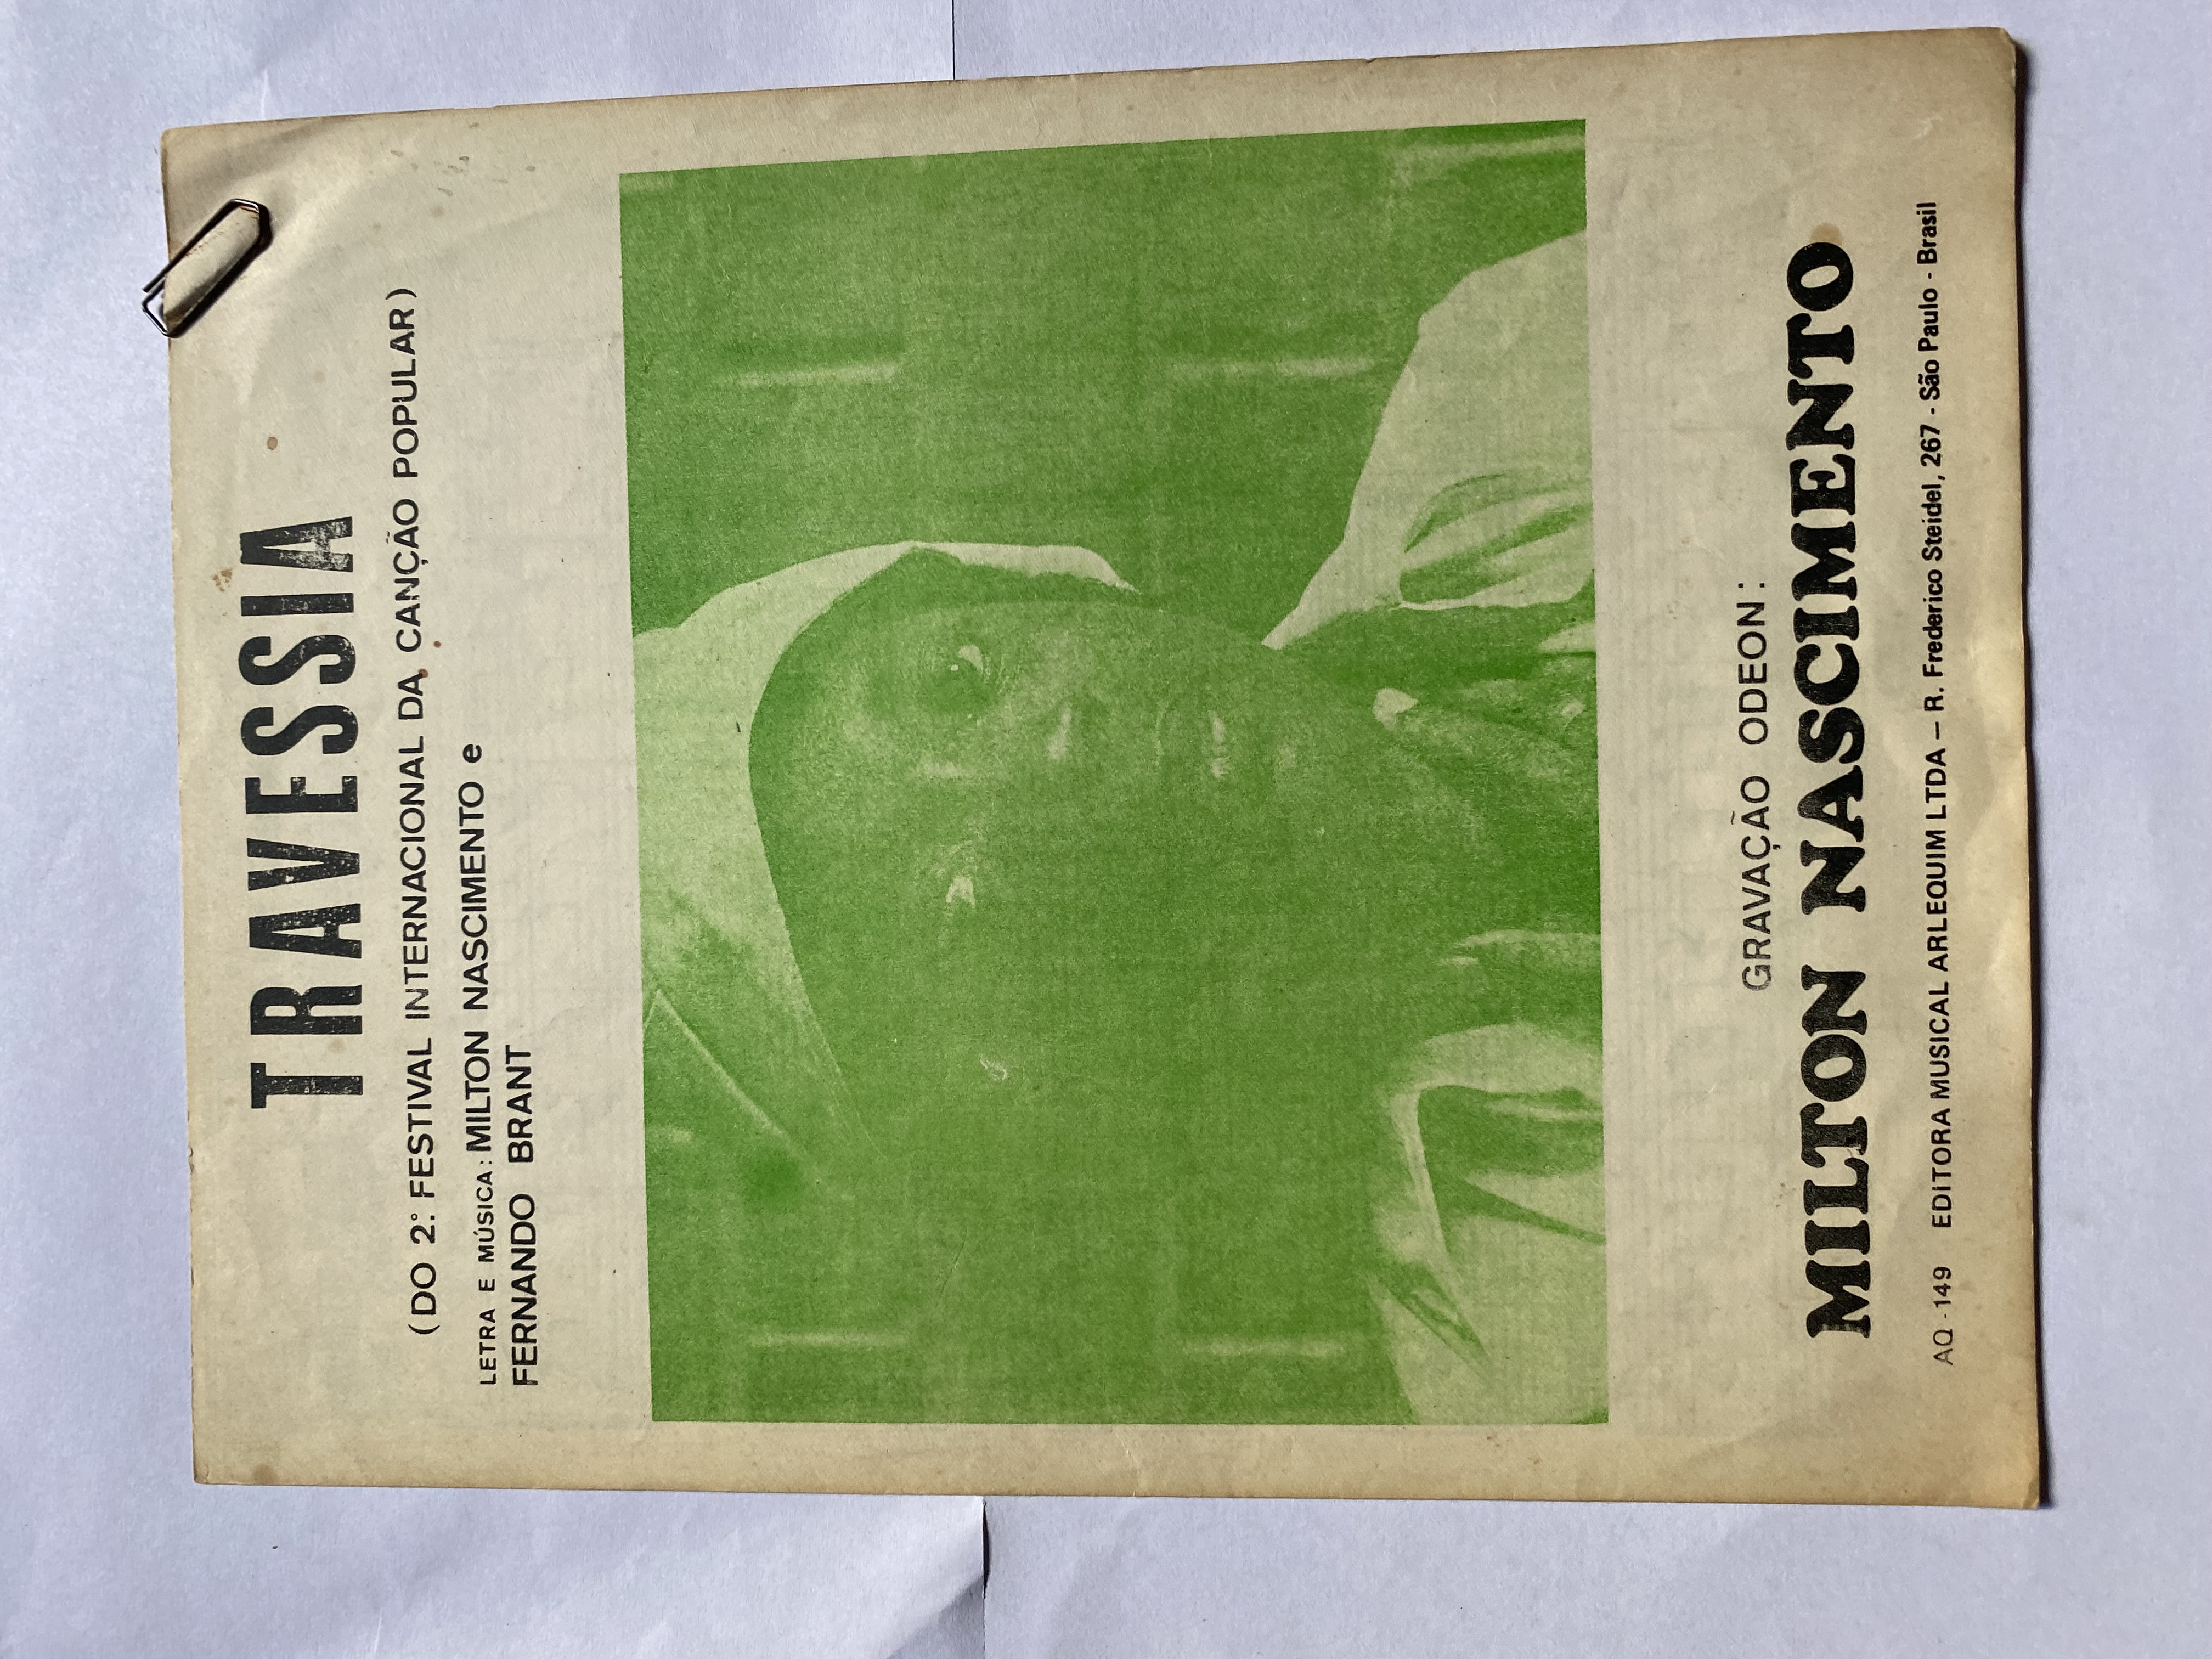 TRAVESSIA
(DO 2º FESTIVAL INTERNACIONAL DA CANÇÃO POPULAR)
LETRA E MÚSICA: MILTON NASCIMENTO e
FERNANDO BRANT
GRAVAÇÃO ODEON:
MILTON NASCIMENTO
AQ-149 EDITORA MUSICAL ARLEQUIM LTDA – R. Frederico Steidel, 267 - São Paulo - Brasil